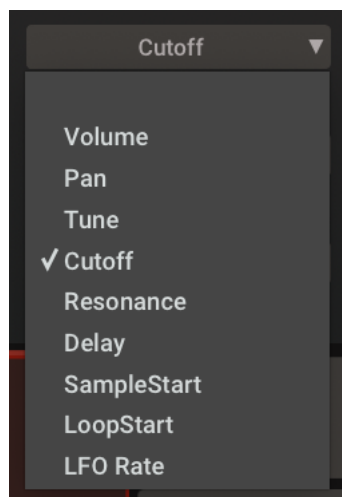 Cutoff ▼
Volume
Pan
Tune
✓ Cutoff
Resonance
Delay
SampleStart
LoopStart
LFO Rate